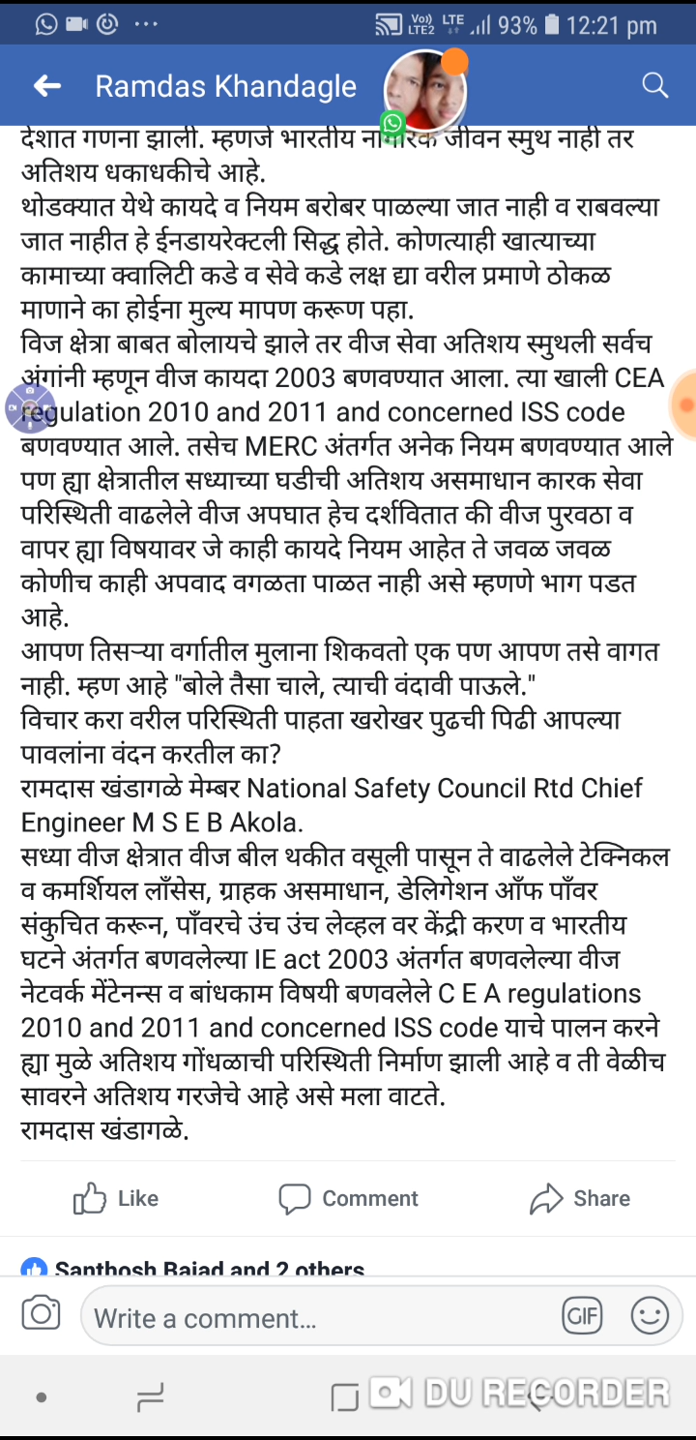 Vo) LTE 93% 12:21 pm
LTE2
Ramdas Khandagle
देशात गणना झाली. म्हणजे भारतीय नागरिक जीवन स्मुथ नाही तर
अतिशय धकाधकीचे आहे.
थोडक्यात येथे कायदे व नियम बरोबर पाळल्या जात नाही व राबवल्या
जात नाहीत हे ईनडायरेक्टली सिद्ध होते. कोणत्याही खात्याच्या
कामाच्या क्वालिटी कडे व सेवे कडे लक्ष द्या वरील प्रमाणे ठोकळ
माणाने का होईना मुल्य मापण करूण पहा.
विज क्षेत्रा बाबत बोलायचे झाले तर वीज सेवा अतिशय स्मुथली सर्वच
अंगांनी म्हणून वीज कायदा 2003 बणवण्यात आला. त्या खाली CEA
regulation 2010 and 2011 and concerned ISS code
बणवण्यात आले. तसेच MERC अंतर्गत अनेक नियम बणवण्यात आले
पण ह्या क्षेत्रातील सध्याच्या घडीची अतिशय असमाधान कारक सेवा
परिस्थिती वाढलेले वीज अपघात हेच दर्शवितात की वीज पुरवठा व
वापर ह्या विषयावर जे काही कायदे नियम आहेत ते जवळ जवळ
कोणीच काही अपवाद वगळता पाळत नाही असे म्हणणे भाग पडत
आहे.
आपण तिसऱ्या वर्गातील मुलाना शिकवतो एक पण आपण तसे वागत
नाही. म्हण आहे "बोले तैसा चाले, त्याची वंदावी पाऊले."
विचार करा वरील परिस्थिती पाहता खरोखर पुढची पिढी आपल्या
पावलांना वंदन करतील का?
रामदास खंडागळे मेम्बर National Safety Council Rtd Chief
Engineer M S E B Akola.
सध्या वीज क्षेत्रात वीज बील थकीत वसूली पासून ते वाढलेले टेक्निकल
व कमर्शियल लाँसेस, ग्राहक असमाधान, डेलिगेशन आँफ पाँवर
संकुचित करून, पाँवरचे उंच उंच लेव्हल वर केंद्री करण व भारतीय
घटने अंतर्गत बणवलेल्या IE act 2003 अंतर्गत बणवलेल्या वीज
नेटवर्क मेंटेनन्स व बांधकाम विषयी बणवलेले C E A regulations
2010 and 2011 and concerned ISS code याचे पालन करने
ह्या मुळे अतिशय गोंधळाची परिस्थिती निर्माण झाली आहे व ती वेळीच
सावरने अतिशय गरजेचे आहे असे मला वाटते.
रामदास खंडागळे.
Like Comment Share
Santhosh Bajad and 2 others
Write a comment... GIF
DU RECORDER